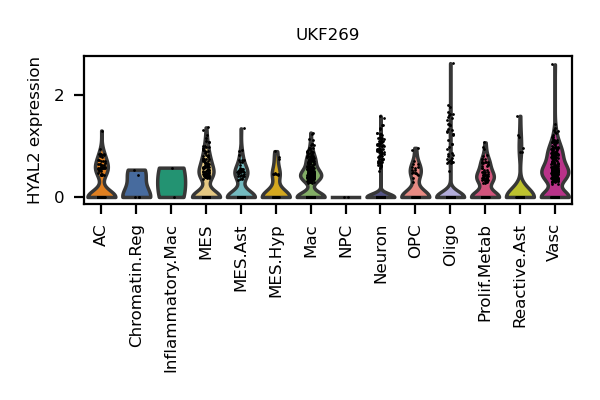 UKF269
HYAL2 expression
2
0
AC
Chromatin.Reg
Inflammatory.Mac
MES
MES.Ast
MES.Hyp
Mac
NPC
Neuron
OPC
Oligo
Prolif.Metab
Reactive.Ast
Vasc